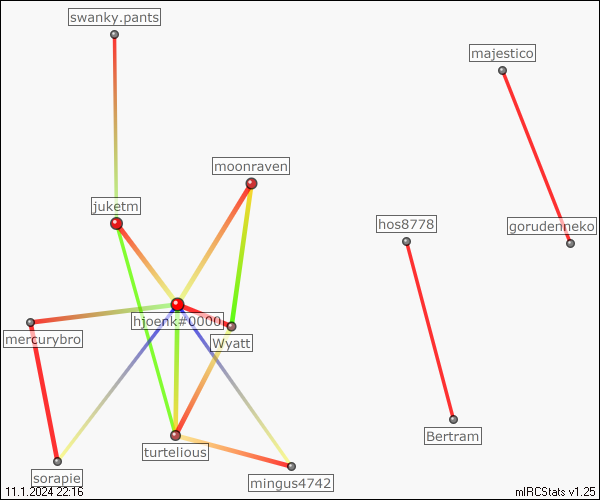 swanky.pants
majestico
moonraven
juketm
hos8778
gorudenneko
hjoenk#0000
mercurybro
Wyatt
Bertram
turtelious
sorapie
mingus4742
11.1.2024 22:16
mIRCStats v1.25